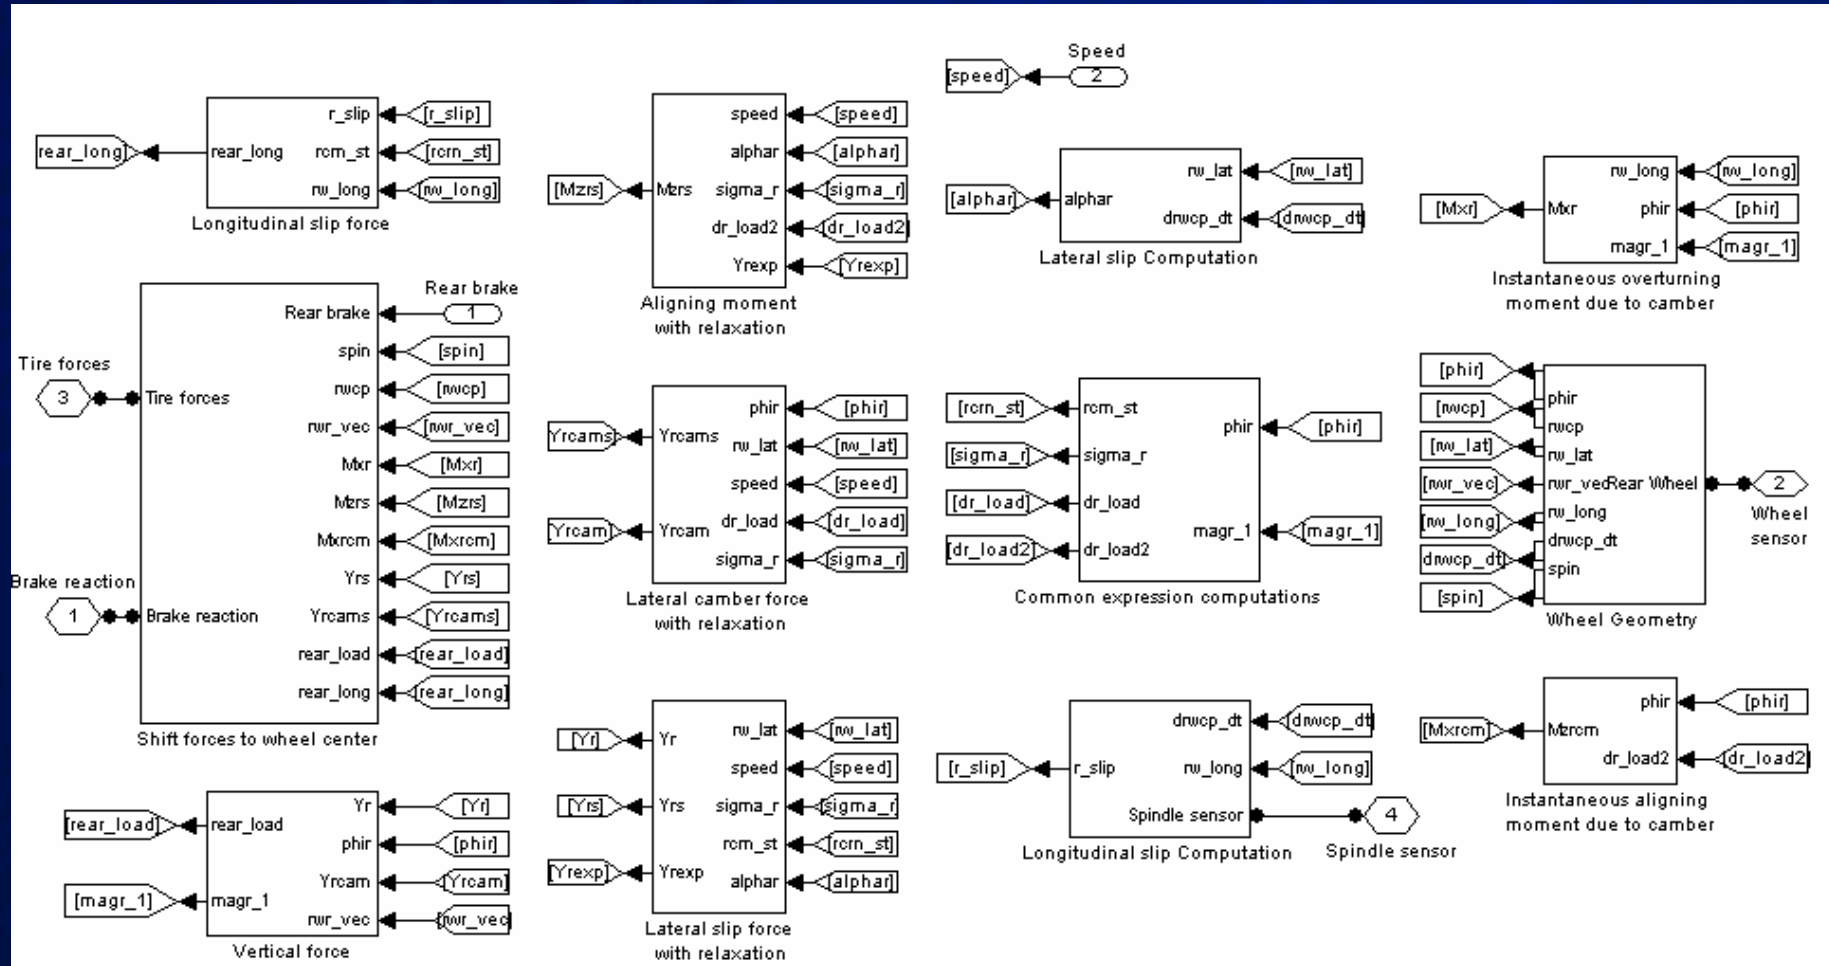 r_slip
[r_slip]
rear_long]
rear_long
rcrn_st
[rcrn_st]
rw_long
[rw_long]
Longitudinal slip force
Rear brake
Rear brake
1
spin
[spin]
Tire forces
3
Tire forces
rwcp
[rwcp]
rwr_vec
[rwr_vec]
Mxr
[Mxr]
Mzrs
[Mzrs]
Mxrcm
[Mxrcm]
Yrs
[Yrs]
Brake reaction
1
Brake reaction
Yrcams
[Yrcams]
rear_load
[rear_load]
rear_long
[rear_long]
Shift forces to wheel center
Yr
[Yr]
[rear_load]
rear_load
phir
[phir]
Yrcam
[Yrcam]
[magr_1]
magr_1
rwr_vec
[rwr_vec
Vertical force
speed
[speed]
alphar
[alphar]
[Mzrs]
Mzrs
sigma_r
[sigma_r]
dr_load2
[dr_load2]
Yrexp
[Yrexp]
Aligning moment
with relaxation
phir
[phir]
Yrcams]
Yrcams
rw_lat
[rw_lat]
speed
[speed]
[Yrcam]
Yrcam
dr_load
[dr_load]
sigma_r
[sigma_r]
Lateral camber force
with relaxation
[Yr]
Yr
rw_lat
[rw_lat]
speed
[speed]
[Yrs]
Yrs
sigma_r
[sigma_r]
rcrn_st
[rcrn_st]
[Yrexp]
Yrexp
alphar
[alphar]
Lateral slip force
with relaxation
Speed
[speed]
2
rw_lat
[rw_lat]
[alphar]
alphar
drwcp_dt
[drwcp_dt
Lateral slip Computation
[rcrn_st]
rcrn_st
phir
[phir]
[sigma_r]
sigma_r
[dr_load]
dr_load
magr_1
[magr_1]
[dr_load2]
dr_load2
Common expression computations
drwcp_dt
[drwcp_dt
[r_slip]
r_slip
rw_long
[rw_long]
Spindle sensor
4
Longitudinal slip Computation
Spindle sensor
rw_long
[rw_long]
[Mxr]
Mxr
phir
[phir]
magr_1
[magr_1]
Instantaneous overturning
moment due to camber
[phir]
phir
[rwcp]
rwcp
[rw_lat]
rw_lat
[rwr_vec]
rwr_vecRear Wheel
2
[rw_long]
rw_long
Wheel
sensor
drwcp_dt]
drwcp_dt
[spin]
spin
Wheel Geometry
phir
[phir]
[Mxrcm]
Mzrcm
dr_load2
[dr_load2
Instantaneous aligning
moment due to camber